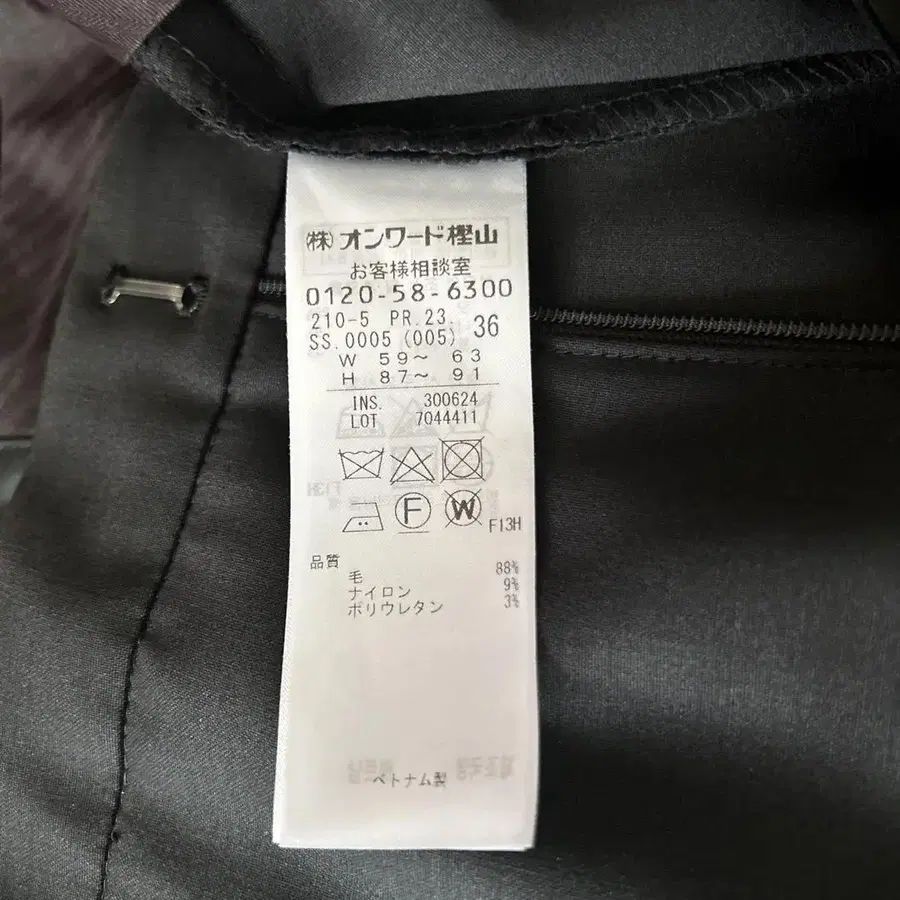 ㈱オンワード樫山
お客様相談室
0120-58-6300
210-5 PR.23.
SS.0005 (005) 36
W 59〜 63
H 87〜 91
INS. 300624
LOT 7044411
F
W
F13H
品質
毛 88%
ナイロン 9%
ポリウレタン 3%
ベトナム製